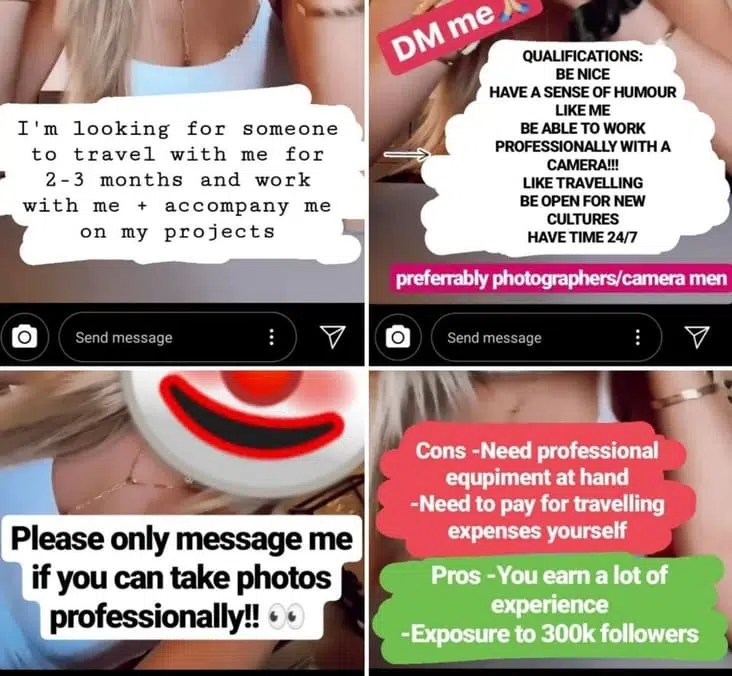 I'm looking for someone
to travel with me for
2-3 months and work
with me + accompany me
on my projects
Send message
DM me 🙏
QUALIFICATIONS:
BE NICE
HAVE A SENSE OF HUMOUR
LIKE ME
BE ABLE TO WORK
PROFESSIONALLY WITH A
CAMERA!!!
LIKE TRAVELLING
BE OPEN FOR NEW
CULTURES
HAVE TIME 24/7
preferrably photographers/camera men
Send message
Please only message me
if you can take photos
professionally!! 👀
Cons -Need professional
equpiment at hand
-Need to pay for travelling
expenses yourself
Pros -You earn a lot of
experience
-Exposure to 300k followers